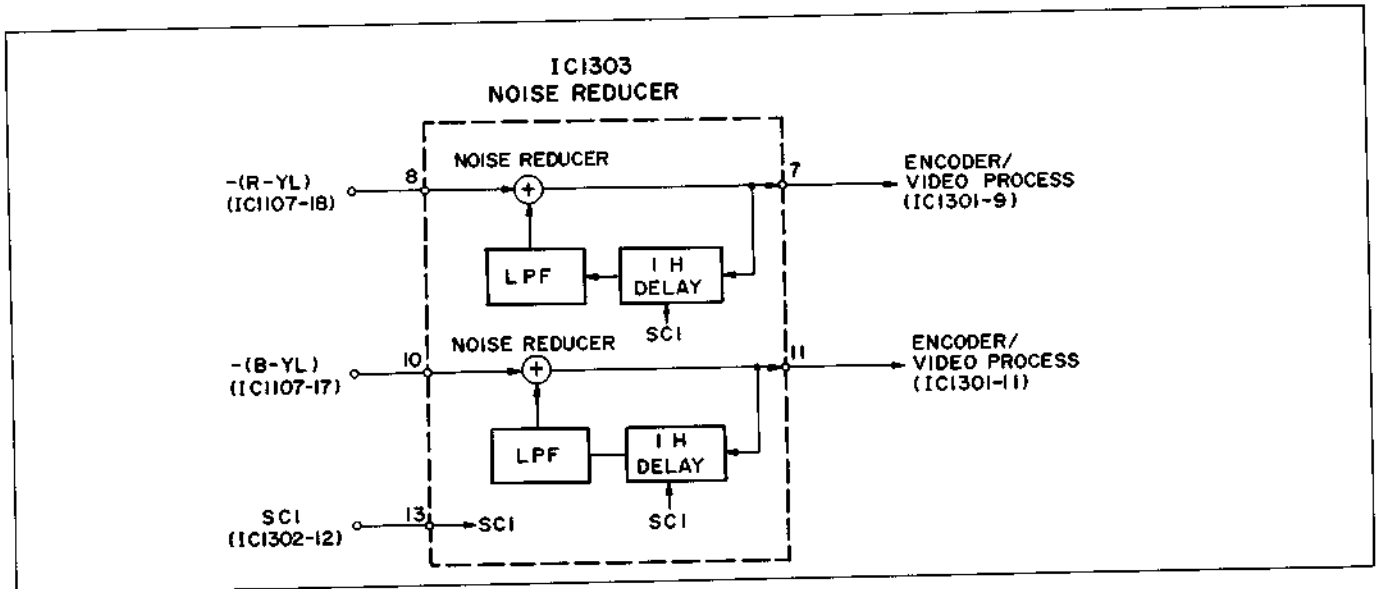 IC1303
NOISE REDUCER
NOISE REDUCER
-(R-YL)
(IC1107-18)
8
+
7
ENCODER/
VIDEO PROCESS
(IC1301-9)
LPF
1 H
DELAY
SC1
NOISE REDUCER
-(B-YL)
(IC1107-17)
10
+
11
ENCODER/
VIDEO PROCESS
(IC1301-11)
LPF
1 H
DELAY
SC1
SC1
(IC1302-12)
13
SC1